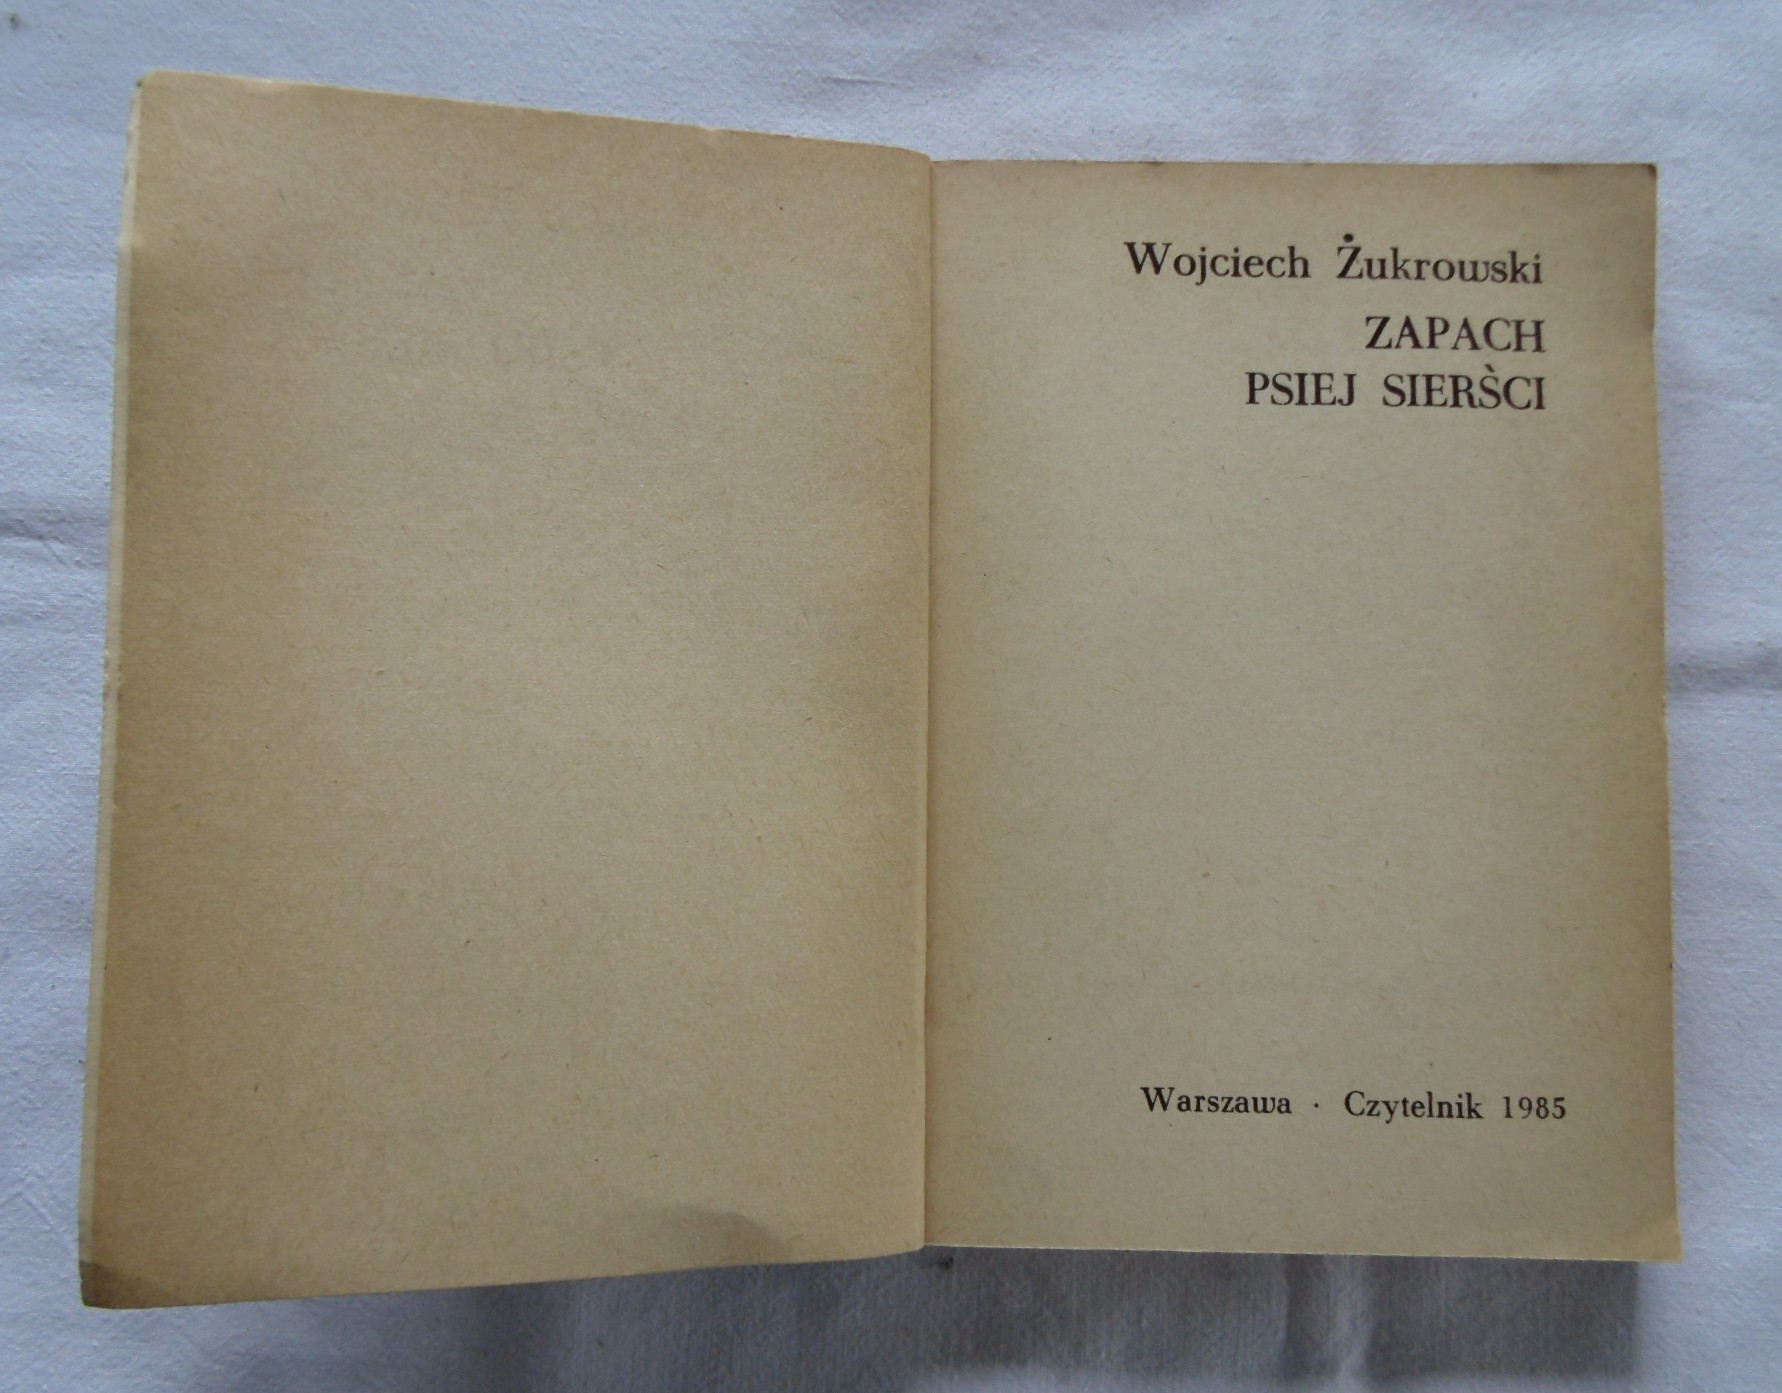 Wojciech Żukrowski
ZAPACH
PSIEJ SIERŚCI
Warszawa · Czytelnik 1985